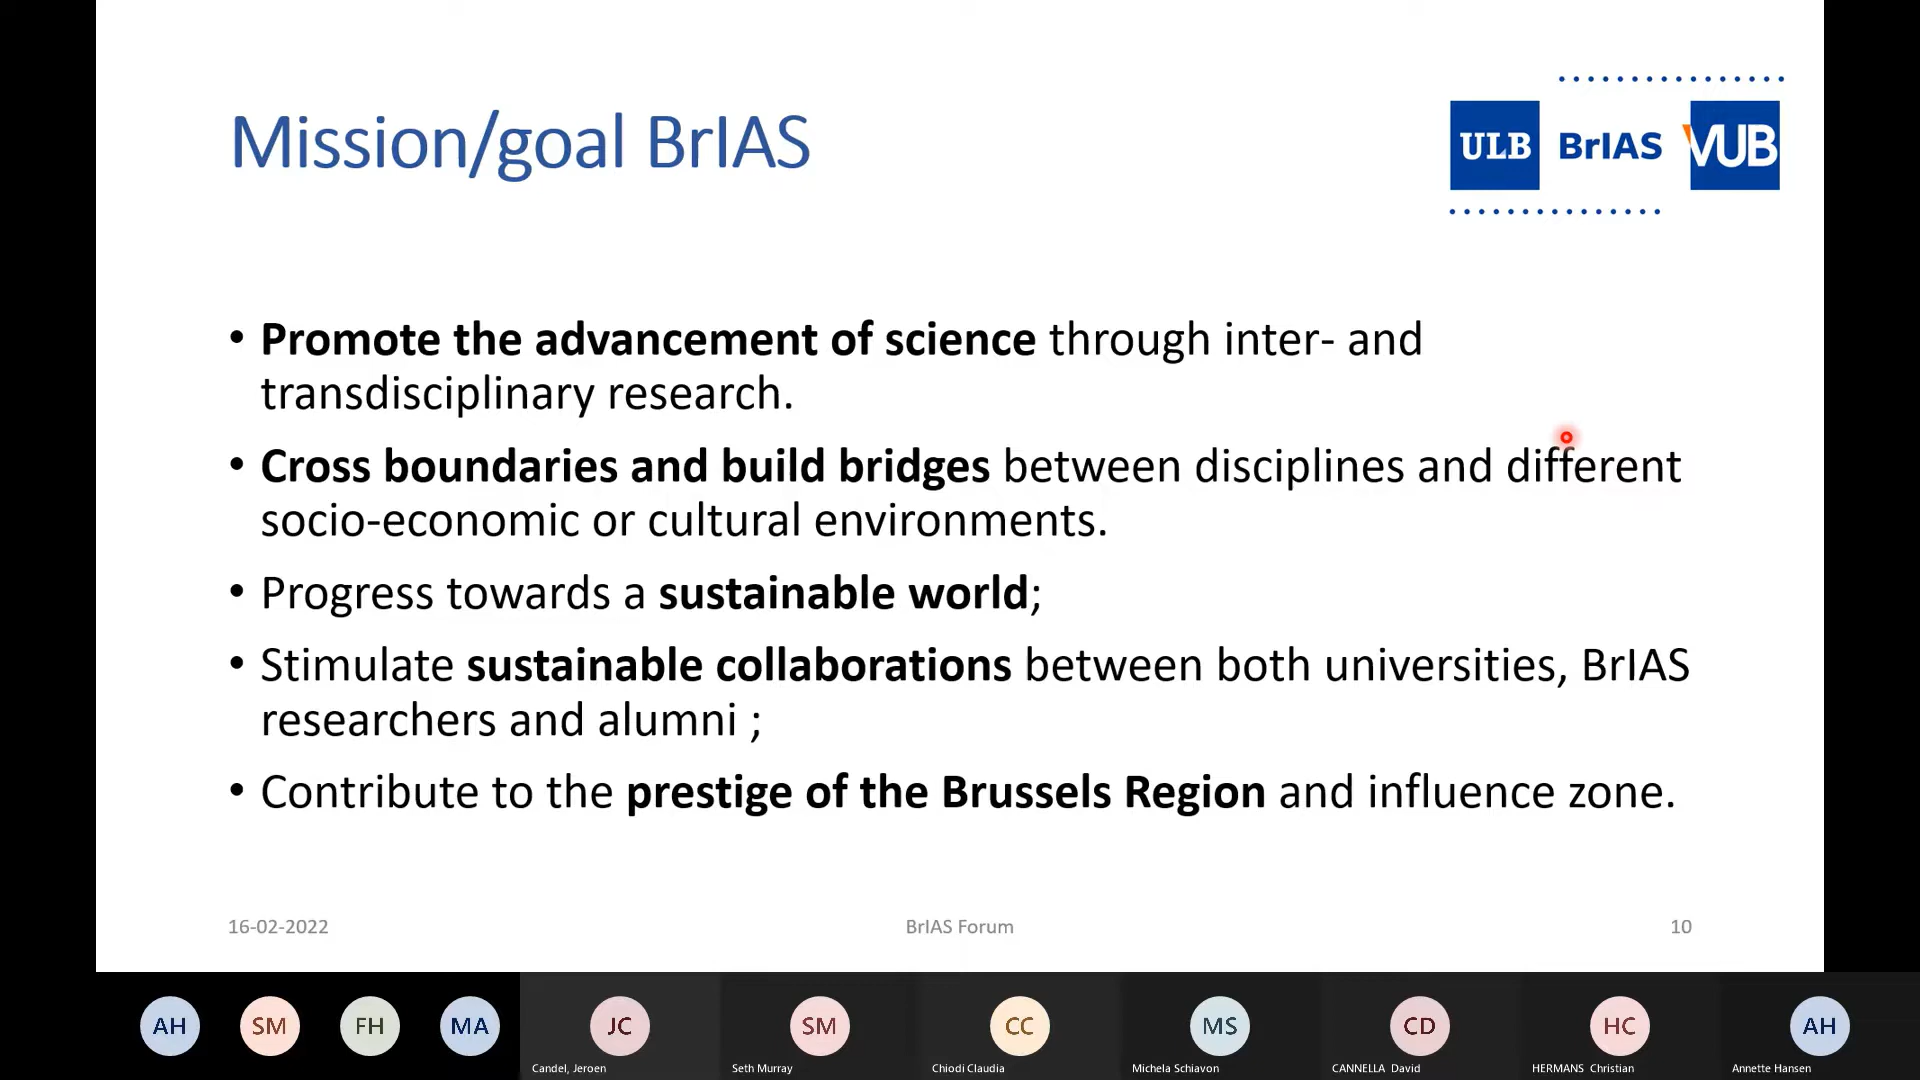 Mission/goal BrIAS
ULB BrIAS VUB
• Promote the advancement of science through inter- and
transdisciplinary research.
• Cross boundaries and build bridges between disciplines and different
socio-economic or cultural environments.
• Progress towards a sustainable world;
• Stimulate sustainable collaborations between both universities, BrIAS
researchers and alumni ;
• Contribute to the prestige of the Brussels Region and influence zone.
16-02-2022 BrIAS Forum 10
AH SM FH MA JC SM CC MS CD HC AH
Candel, Jeroen Seth Murray Chiodi Claudia Michela Schiavon CANNELLA David HERMANS Christian Annette Hansen